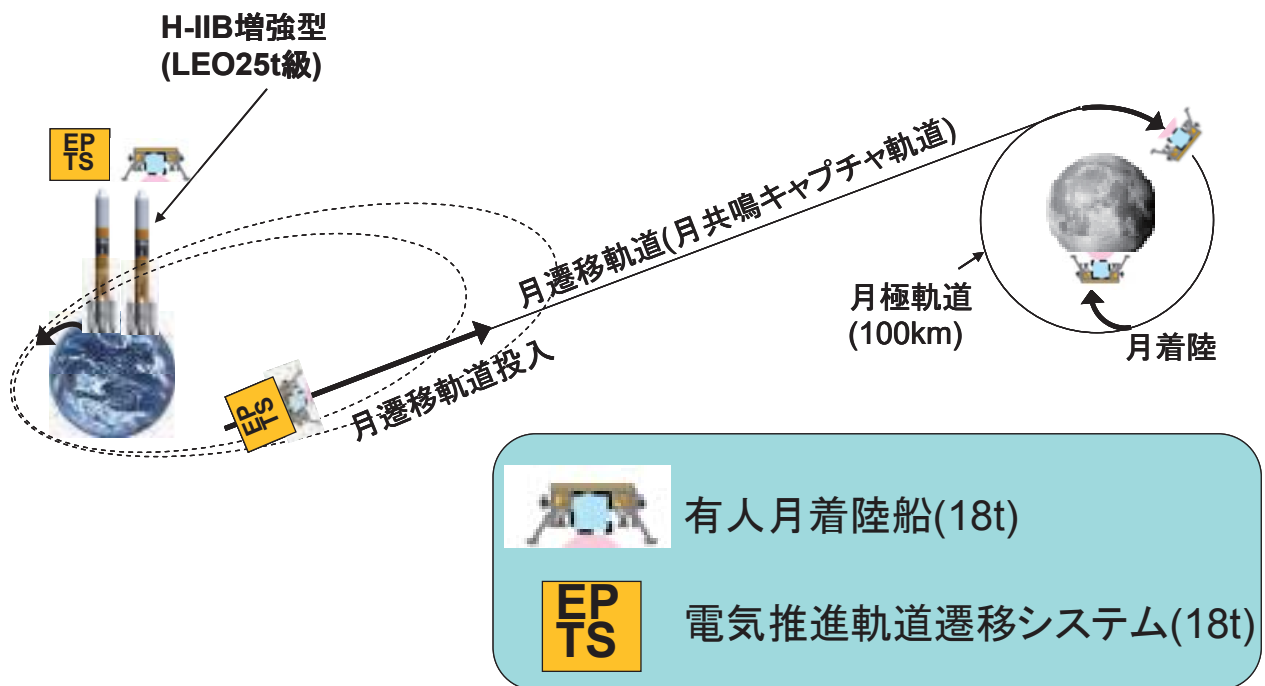 H-IIB増強型
(LEO25t級)
EP
TS
月遷移軌道(月共鳴キャプチャ軌道)
月極軌道
(100km)
月着陸
EP
TS
月遷移軌道投入
有人月着陸船(18t)
EP
TS
電気推進軌道遷移システム(18t)